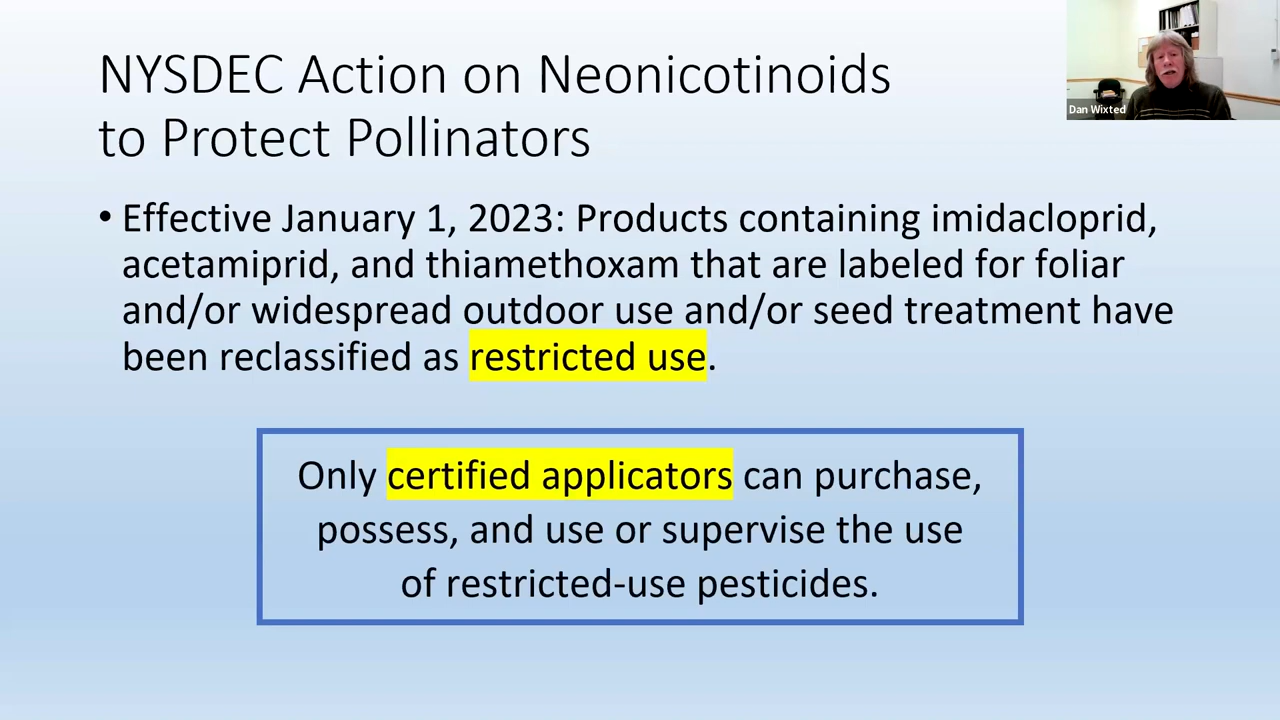 NYSDEC Action on Neonicotinoids
to Protect Pollinators
Dan Wixted
• Effective January 1, 2023: Products containing imidacloprid,
acetamiprid, and thiamethoxam that are labeled for foliar
and/or widespread outdoor use and/or seed treatment have
been reclassified as restricted use.
Only certified applicators can purchase,
possess, and use or supervise the use
of restricted-use pesticides.